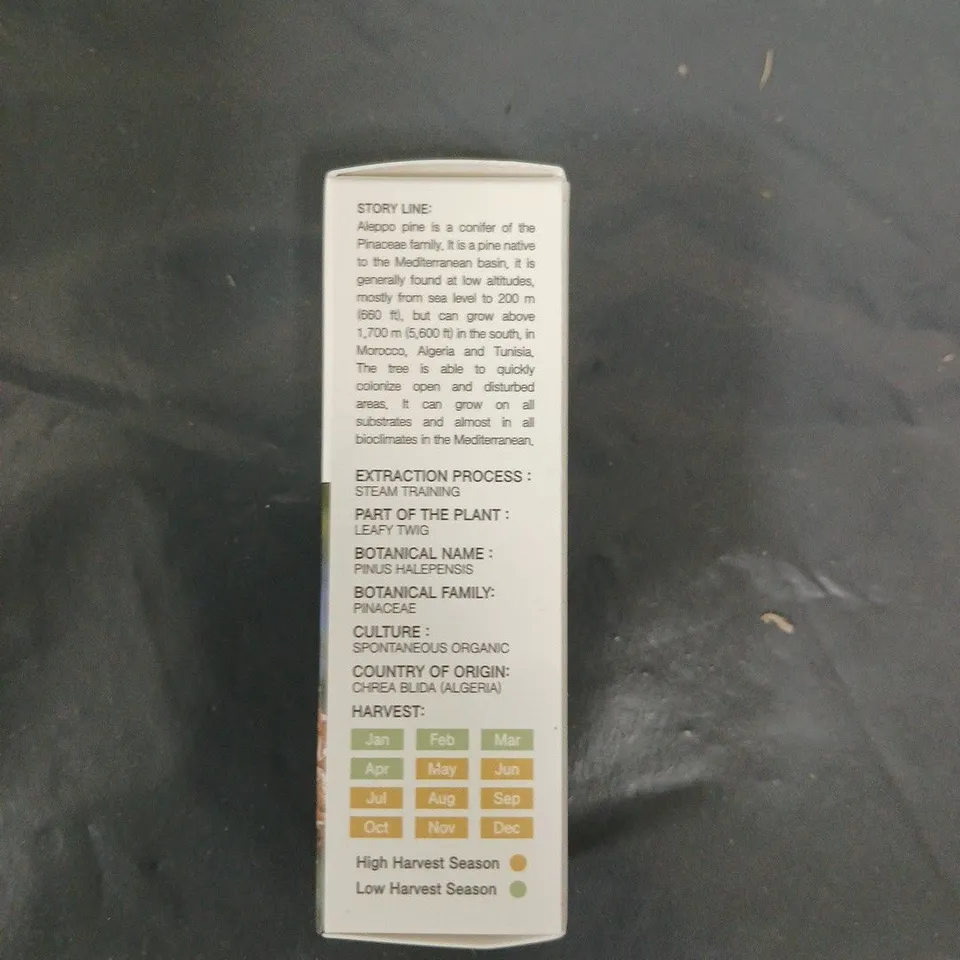 STORY LINE:
Aleppo pine is a conifer of the
Pinaceae family. It is a pine native
to the Mediterranean basin, it is
generally found at low altitudes,
mostly from sea level to 200 m
(660 ft), but can grow above
1,700 m (5,600 ft) in the south, in
Morocco, Algeria and Tunisia.
The tree is able to quickly
colonize open and disturbed
areas. It can grow on all
substrates and almost in all
bioclimates in the Mediterranean.
EXTRACTION PROCESS :
STEAM TRAINING
PART OF THE PLANT :
LEAFY TWIG
BOTANICAL NAME :
PINUS HALEPENSIS
BOTANICAL FAMILY:
PINACEAE
CULTURE :
SPONTANEOUS ORGANIC
COUNTRY OF ORIGIN:
CHREA BLIDA (ALGERIA)
HARVEST:
Jan Feb Mar
Apr May Jun
Jul Aug Sep
Oct Nov Dec
High Harvest Season
Low Harvest Season